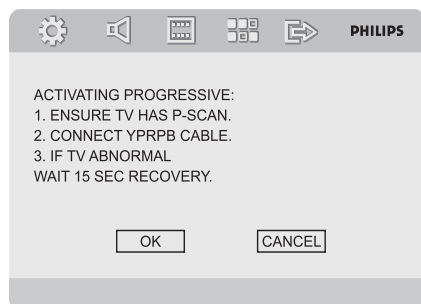 PHILIPS
ACTIVATING PROGRESSIVE:
1. ENSURE TV HAS P-SCAN.
2. CONNECT YPRPB CABLE.
3. IF TV ABNORMAL
WAIT 15 SEC RECOVERY.
OK CANCEL